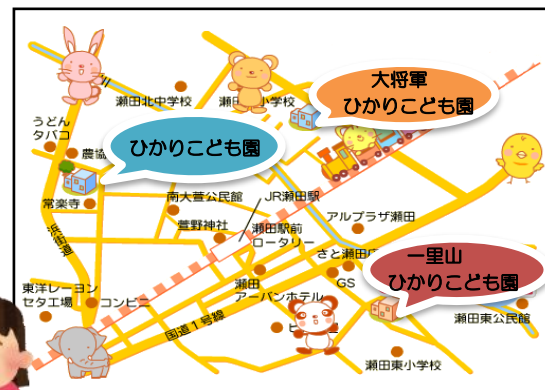 大将軍
ひかりこども園
瀬田北中学校
瀬田
小学校
うどん
タバコ
農協
ひかりこども園
常楽寺
南大萱公民館
JR瀬田駅
萱野神社
瀬田駅前
ロータリー
アルプラザ瀬田
浜街道
さと瀬田店
一里山
ひかりこども園
東洋レーヨン
セタ工場
コンビニ
瀬田
アーバンホテル
GS
国道1号線
瀬田東公民館
瀬田東小学校